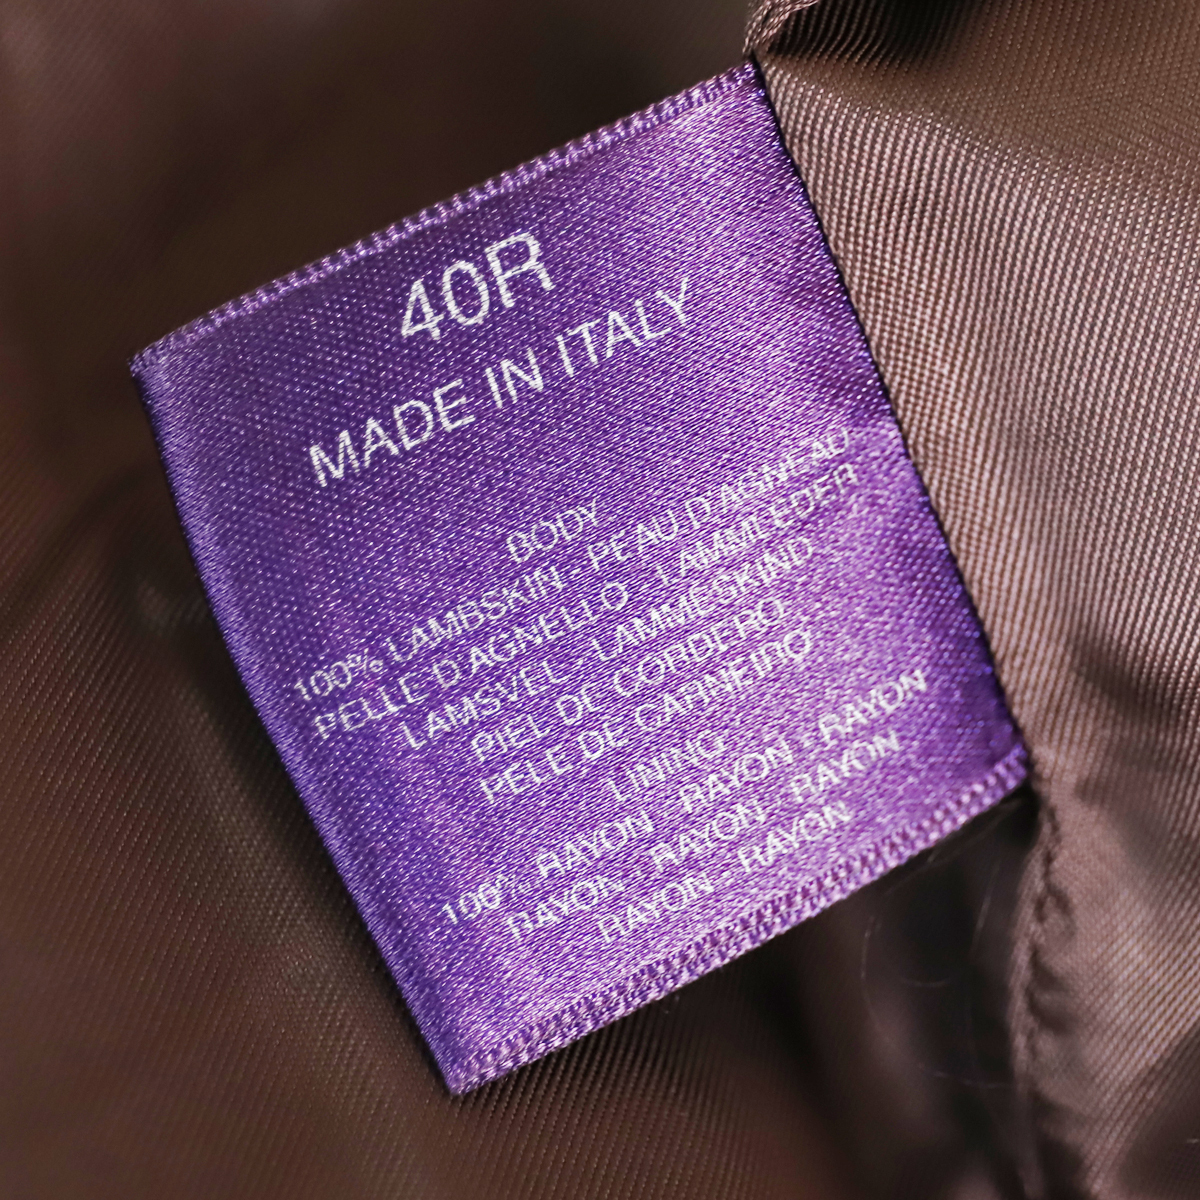 40R
MADE IN ITALY
BODY
100% LAMBSKIN - PEAU D'AGNEAU
PELLE D'AGNELLO - LAMMLEDER
LAMSVEL - LAMMESKIND
PIEL DE CORDERO
PELE DE CARNEIRO
LINING
100% RAYON - RAYON - RAYON
RAYON - RAYON - RAYON
RAYON - RAYON